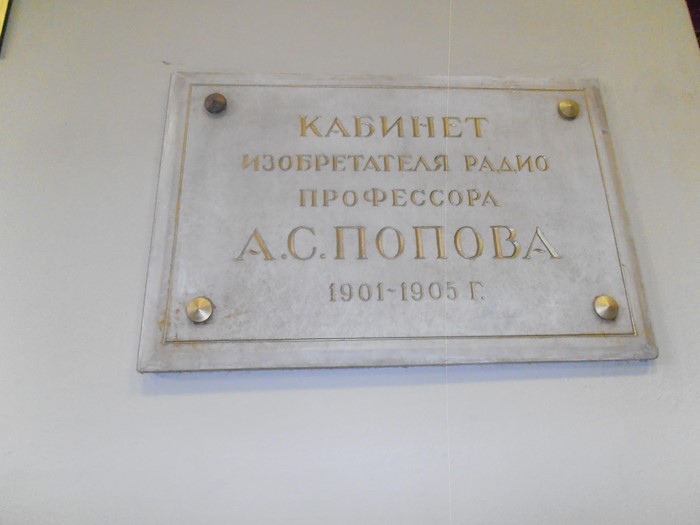 КАБИНЕТ
ИЗОБРЕТАТЕЛЯ РАДИО
ПРОФЕССОРА
А.С.ПОПОВА
1901-1905 Г.